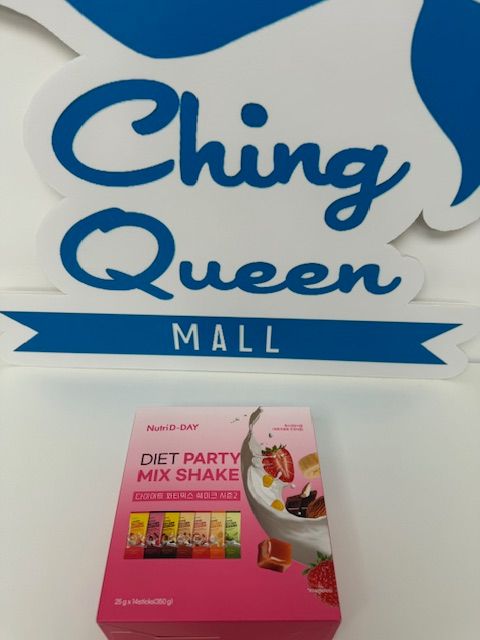 Ching
Queen
MALL
Nutri D-DAY
DIET PARTY
MIX SHAKE
다이어트 파티믹스 쉐이크 시즌2
25 g x 14sticks(350 g)